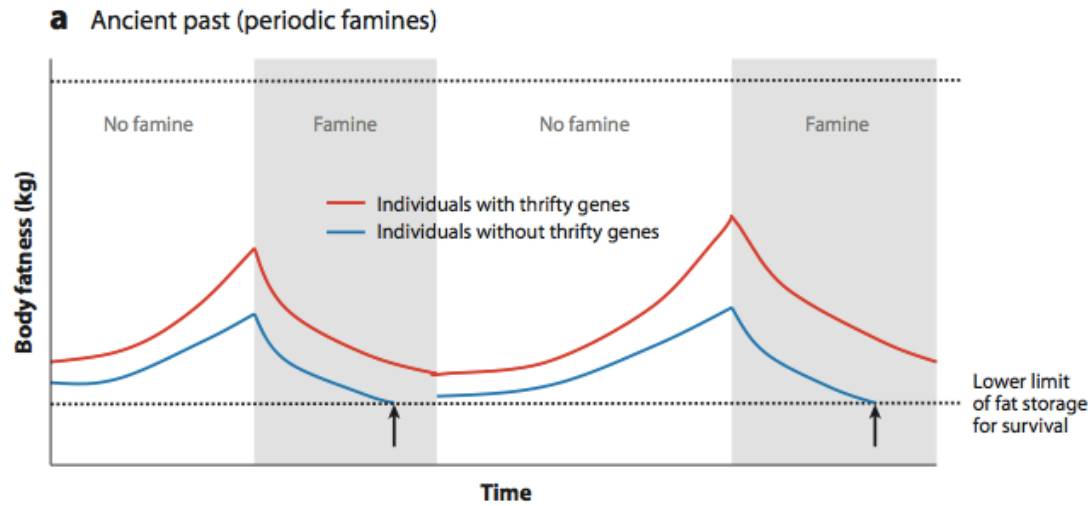 a Ancient past (periodic famines)
No famine
Famine
No famine
Famine
Individuals with thrifty genes
Individuals without thrifty genes
Body fatness (kg)
Lower limit
of fat storage
for survival
Time